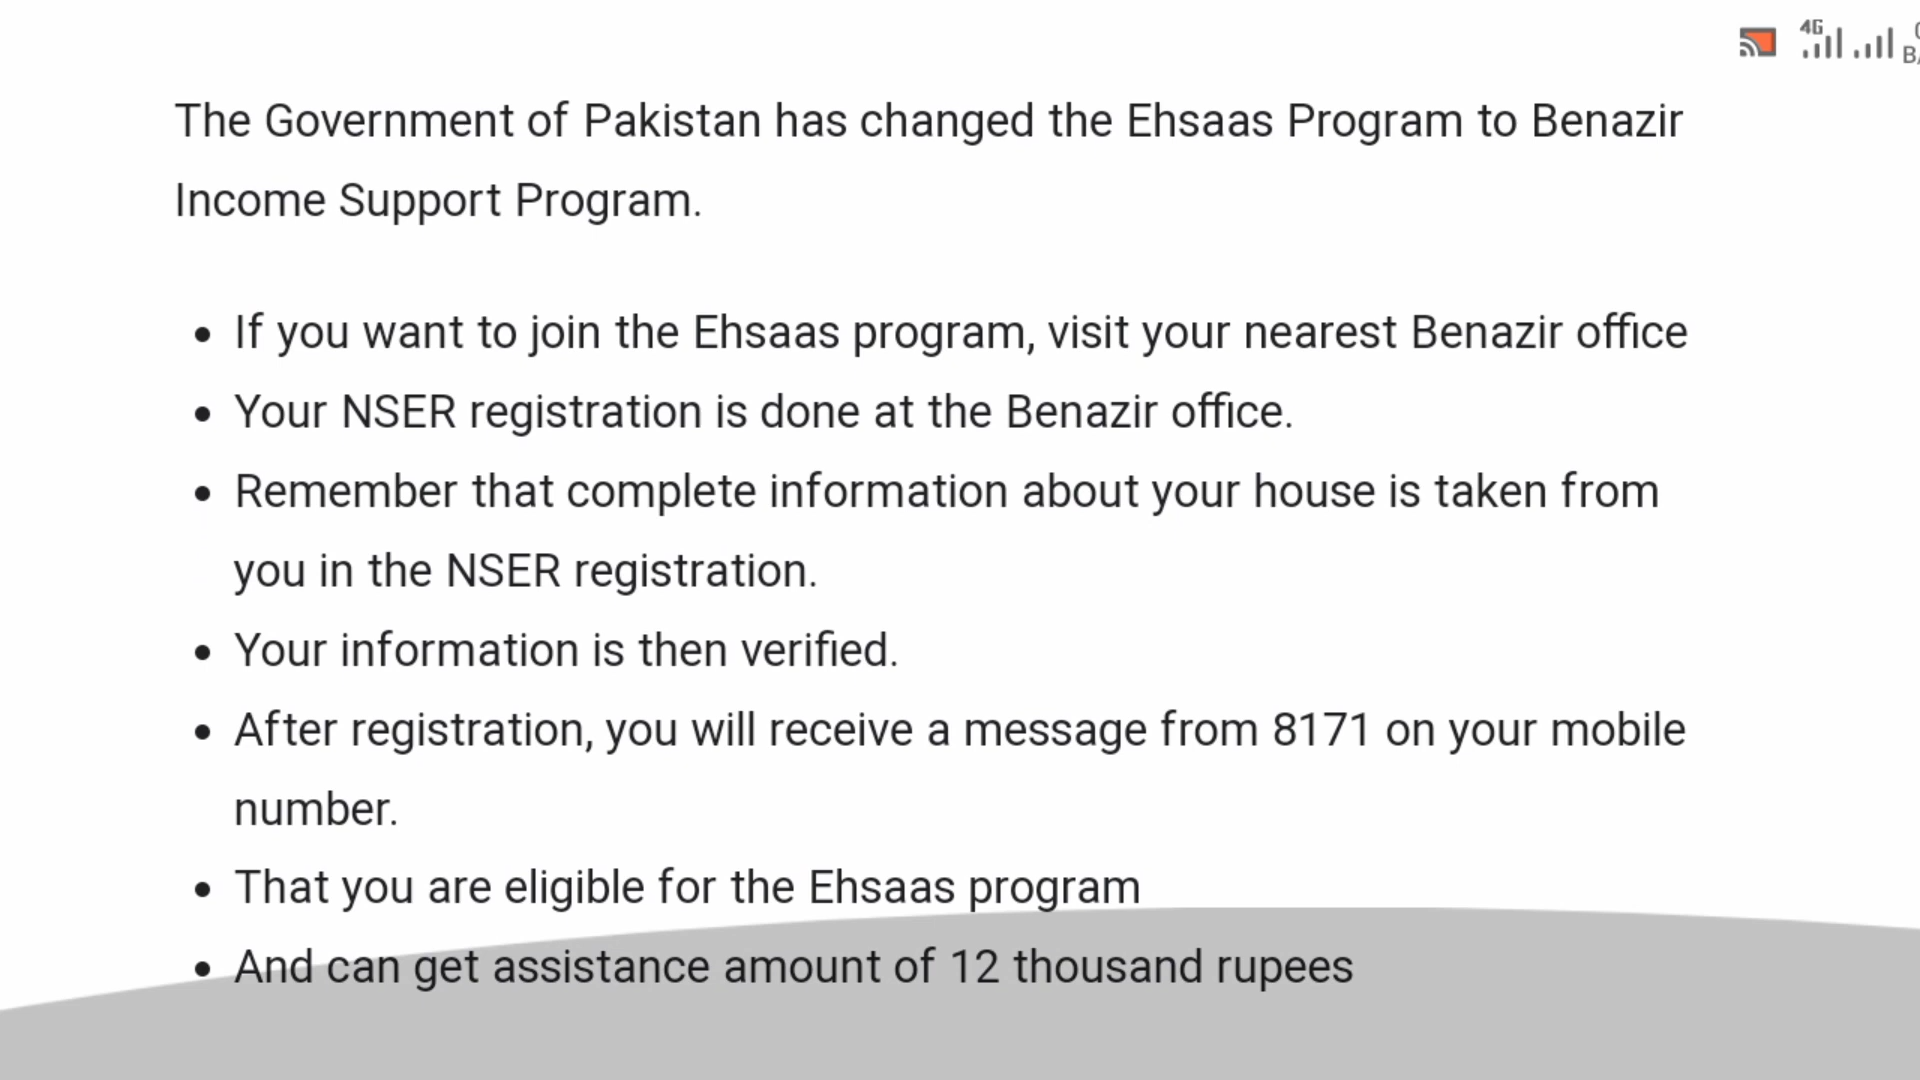 4G
The Government of Pakistan has changed the Ehsaas Program to Benazir
Income Support Program.
• If you want to join the Ehsaas program, visit your nearest Benazir office
• Your NSER registration is done at the Benazir office.
• Remember that complete information about your house is taken from
you in the NSER registration.
• Your information is then verified.
• After registration, you will receive a message from 8171 on your mobile
number.
• That you are eligible for the Ehsaas program
• And can get assistance amount of 12 thousand rupees